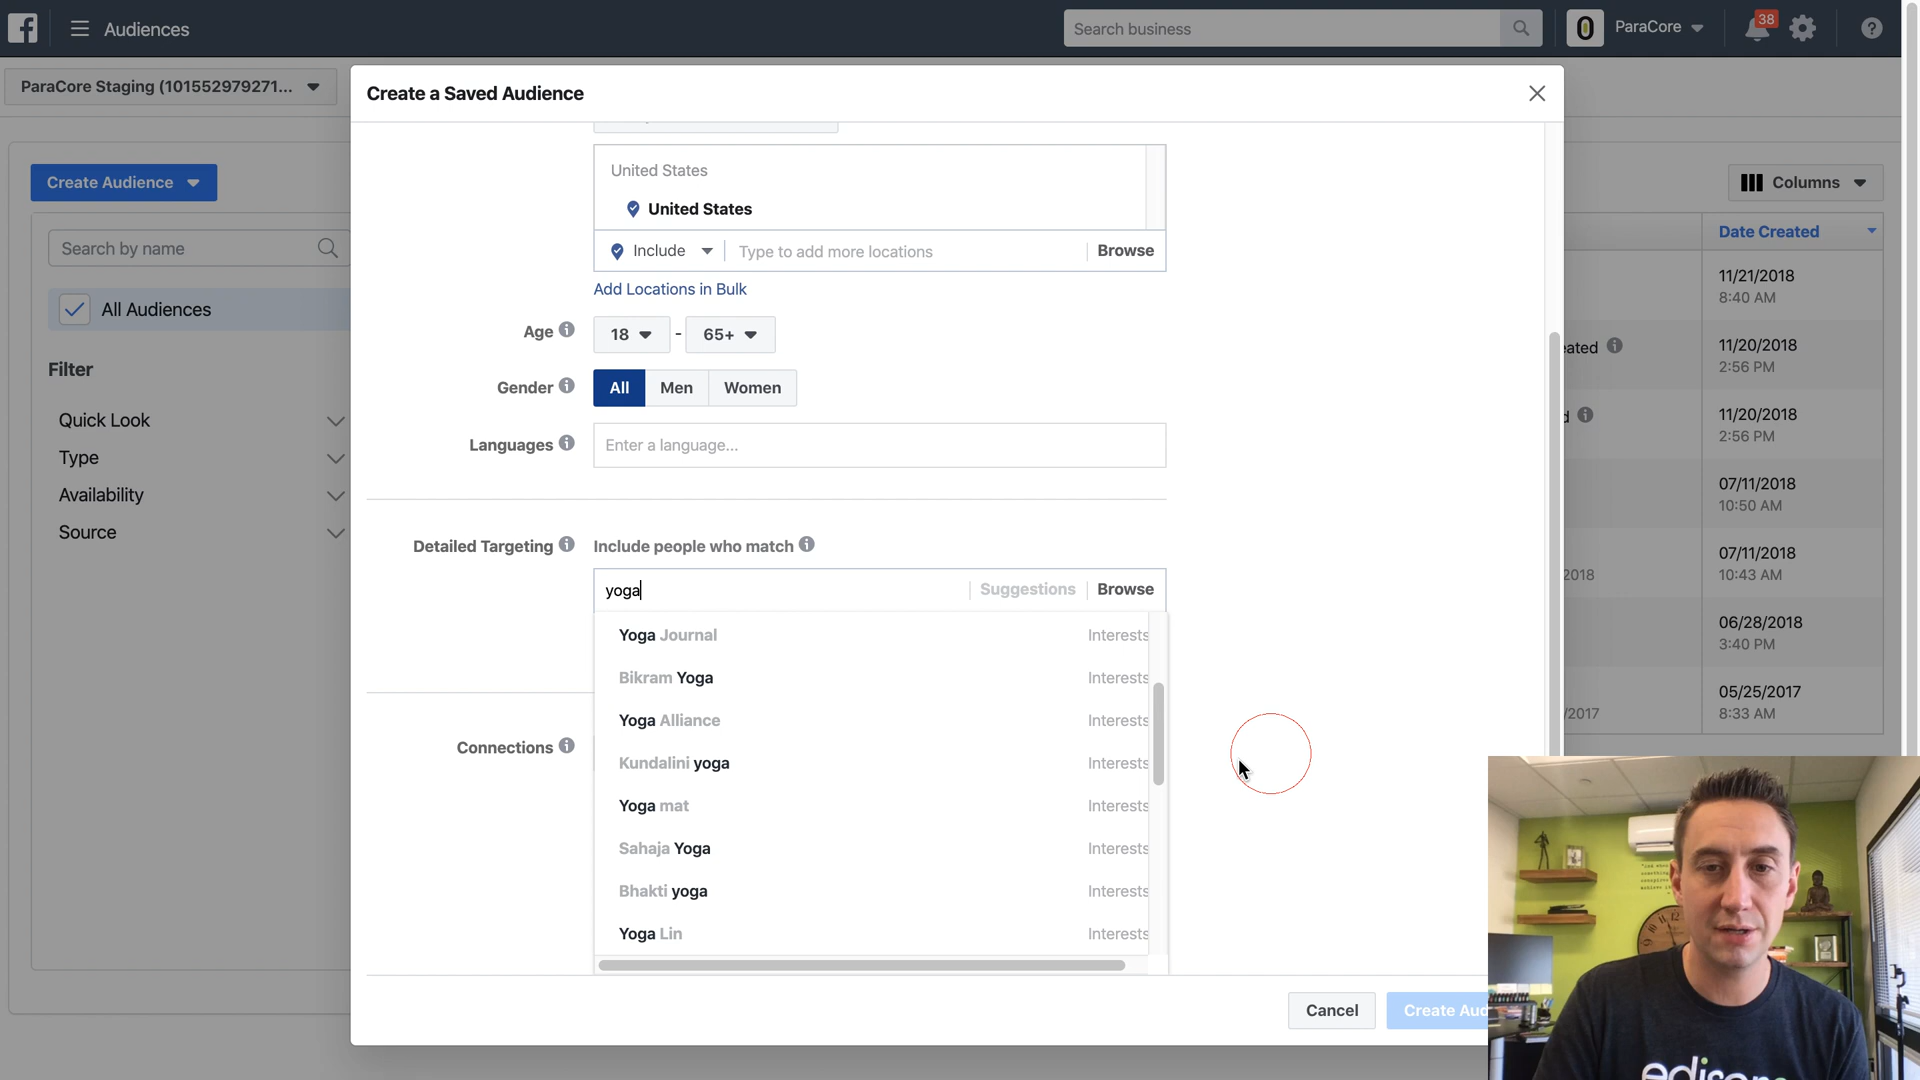 Audiences
Search business
ParaCore
38
ParaCore Staging (101552979271...
Create a Saved Audience
Create Audience
Columns
Search by name
All Audiences
Filter
Quick Look
Type
Availability
Source
United States
United States
Include
Type to add more locations
Browse
Add Locations in Bulk
Age
18
-
65+
Gender
All
Men
Women
Languages
Enter a language...
Detailed Targeting
Include people who match
yoga
Suggestions
Browse
Yoga Journal Interests
Bikram Yoga Interests
Yoga Alliance Interests
Kundalini yoga Interests
Yoga mat Interests
Sahaja Yoga Interests
Bhakti yoga Interests
Yoga Lin Interests
Connections
Cancel
Create Aud
Date Created
11/21/2018
8:40 AM
eated
11/20/2018
2:56 PM
d
11/20/2018
2:56 PM
07/11/2018
10:50 AM
2018
07/11/2018
10:43 AM
06/28/2018
3:40 PM
/2017
05/25/2017
8:33 AM